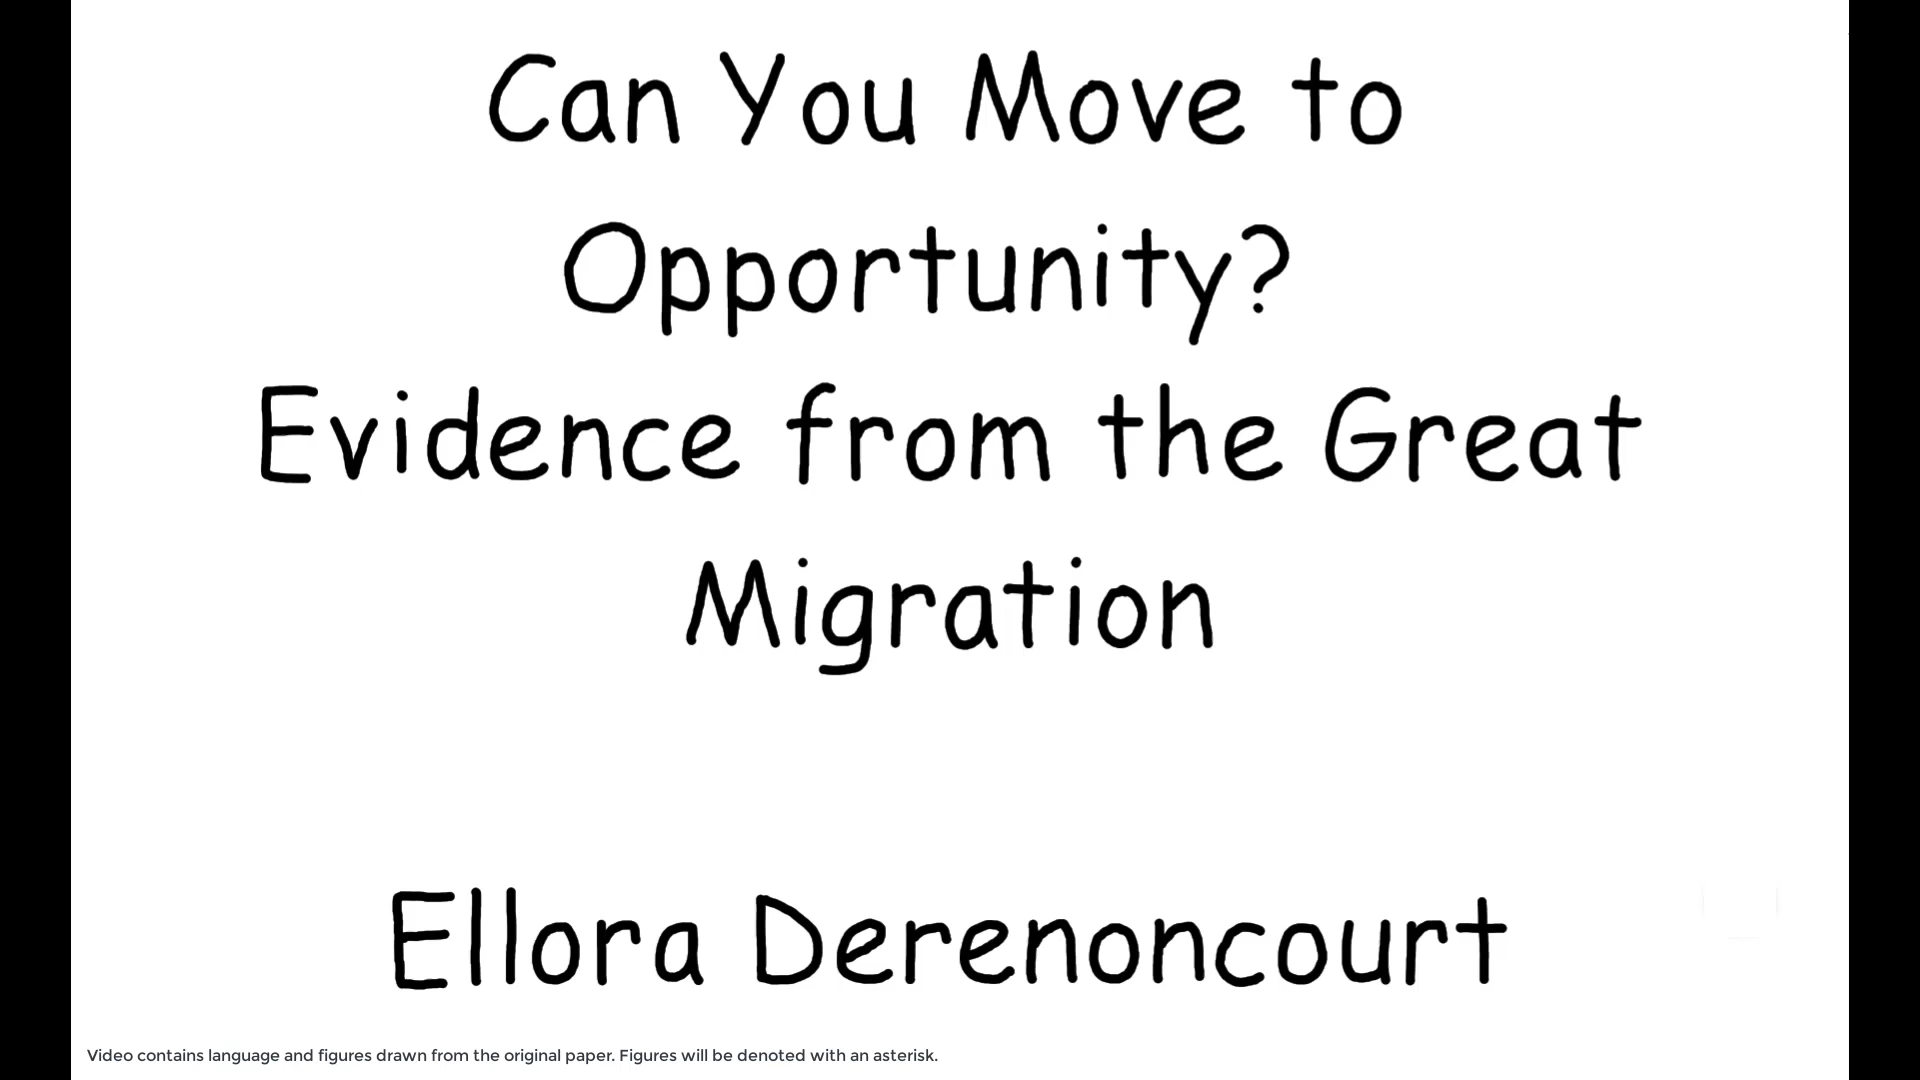 Can You Move to
Opportunity?
Evidence from the Great
Migration
Ellora Derenoncourt
Video contains language and figures drawn from the original paper. Figures will be denoted with an asterisk.